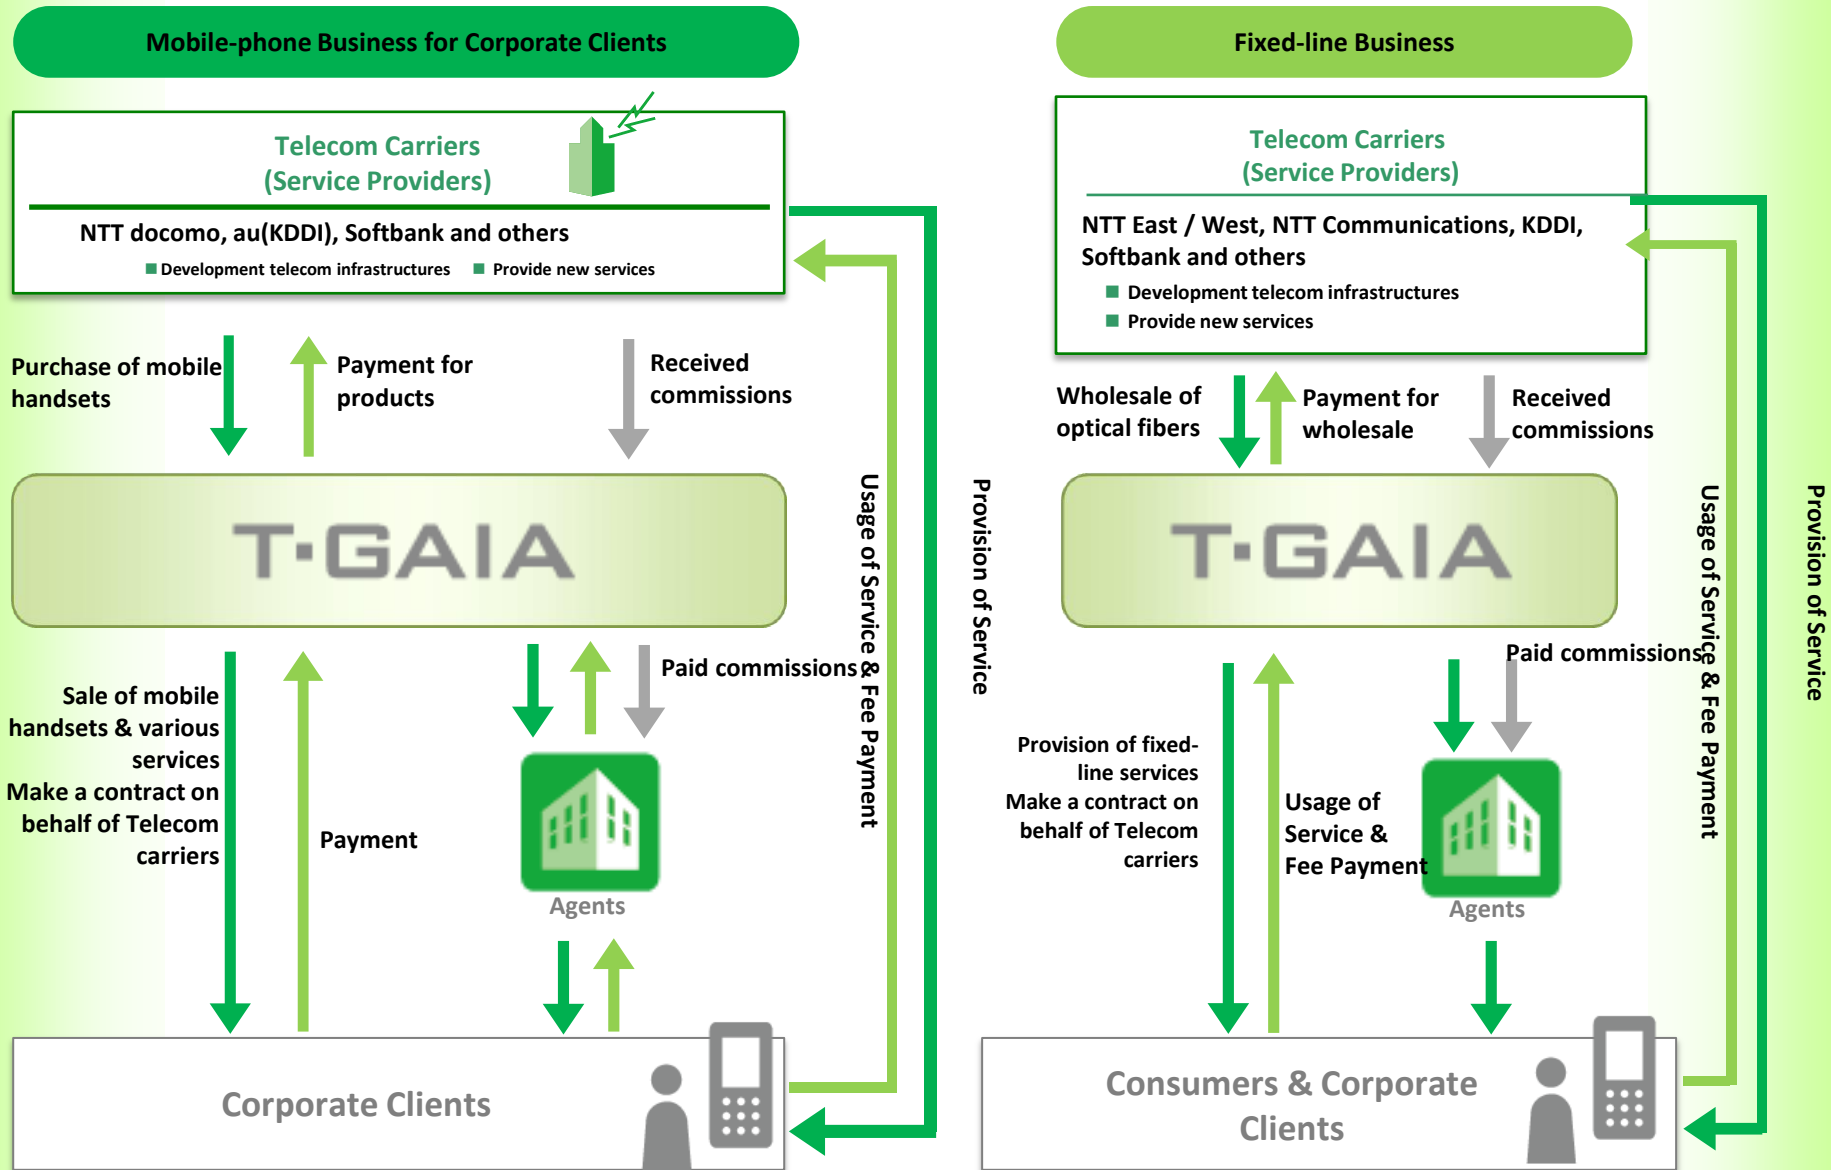 Mobile-phone Business for Corporate Clients
Telecom Carriers
(Service Providers)
NTT docomo, au(KDDI), Softbank and others
Development telecom infrastructures
Provide new services
Purchase of mobile
handsets
Payment for
products
Received
commissions
T·GAIA
Sale of mobile
handsets & various
services
Make a contract on
behalf of Telecom
carriers
Payment
Paid commissions
Agents
Usage of Service & Fee Payment
Provision of Service
Corporate Clients
Fixed-line Business
Telecom Carriers
(Service Providers)
NTT East / West, NTT Communications, KDDI,
Softbank and others
Development telecom infrastructures
Provide new services
Wholesale of
optical fibers
Payment for
wholesale
Received
commissions
T·GAIA
Provision of fixed-
line services
Make a contract on
behalf of Telecom
carriers
Usage of
Service &
Fee Payment
Paid commissions
Agents
Usage of Service & Fee Payment
Provision of Service
Consumers & Corporate
Clients